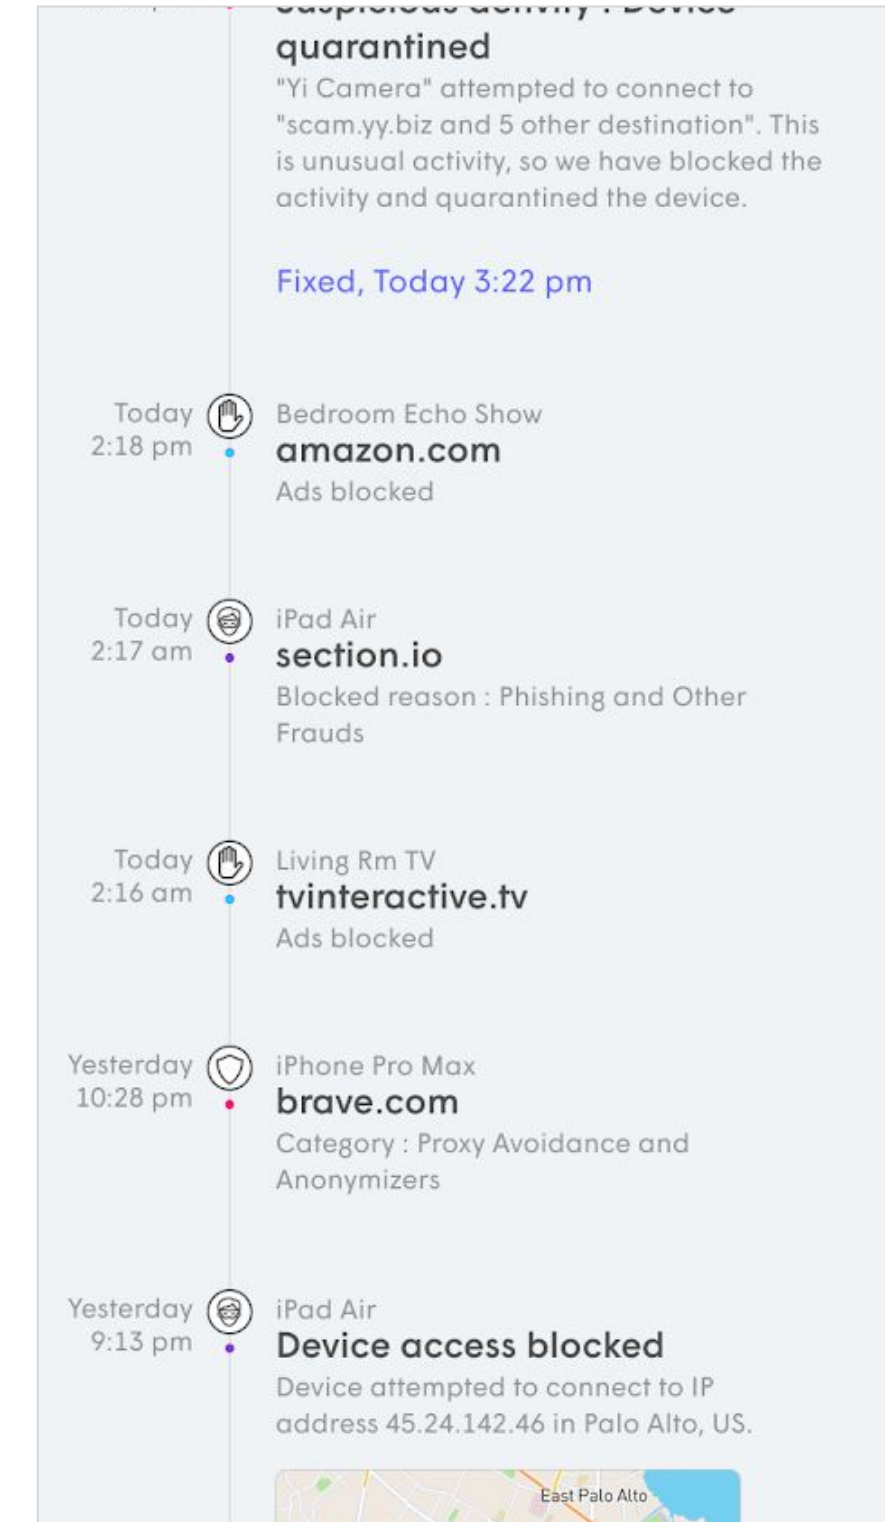 Suspicious activity : Device
quarantined
"Yi Camera" attempted to connect to
"scam.yy.biz and 5 other destination". This
is unusual activity, so we have blocked the
activity and quarantined the device.
Fixed, Today 3:22 pm
Today
2:18 pm
Bedroom Echo Show
amazon.com
Ads blocked
Today
2:17 am
iPad Air
section.io
Blocked reason : Phishing and Other
Frauds
Today
2:16 am
Living Rm TV
tvinteractive.tv
Ads blocked
Yesterday
10:28 pm
iPhone Pro Max
brave.com
Category : Proxy Avoidance and
Anonymizers
Yesterday
9:13 pm
iPad Air
Device access blocked
Device attempted to connect to IP
address 45.24.142.46 in Palo Alto, US.
East Palo Alto